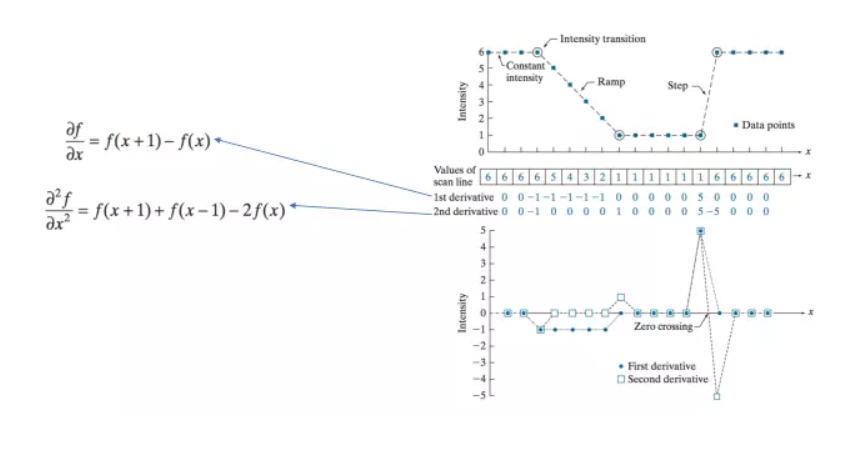 ∂f/∂x = f(x+1) − f(x)
∂²f/∂x² = f(x+1) + f(x−1) − 2f(x)
Intensity transition
Constant intensity
Ramp
Step
Data points
Intensity
6
5
4
3
2
1
0
x
Values of scan line 6 6 6 6 5 4 3 2 1 1 1 1 1 1 6 6 6 6 6 x
1st derivative 0 0 −1 −1 −1 −1 −1 0 0 0 0 0 5 0 0 0 0
2nd derivative 0 0 −1 0 0 0 0 1 0 0 0 0 5 −5 0 0 0
5
4
3
2
1
0
−1
−2
−3
−4
−5
Intensity
x
Zero crossing
First derivative
Second derivative